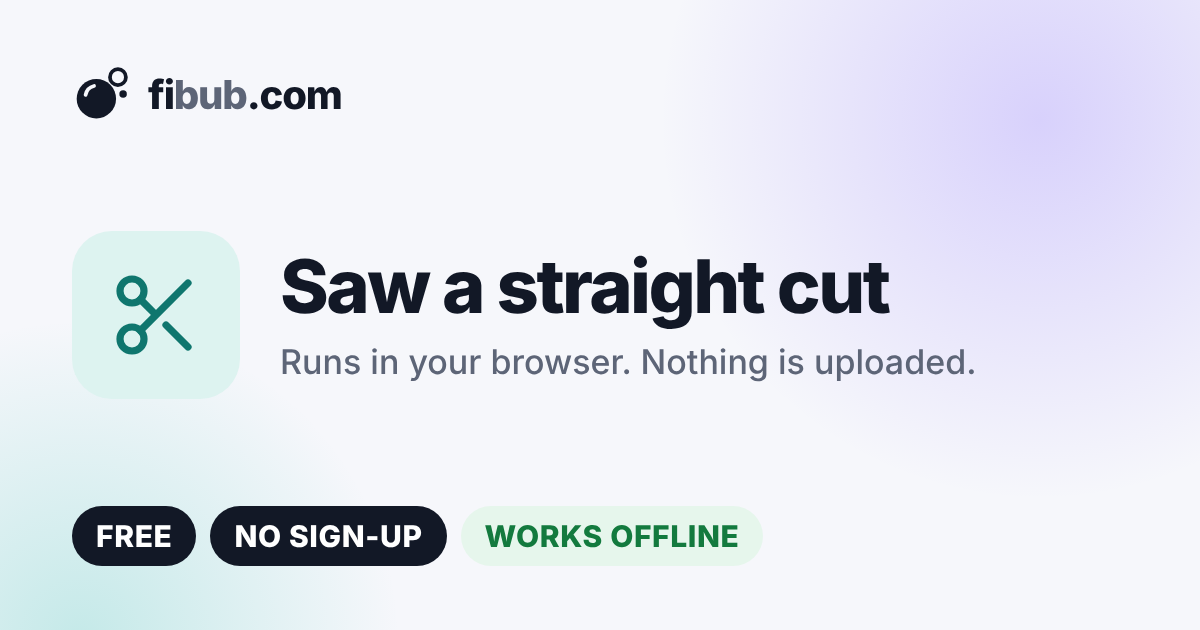 fibub.com
Saw a straight cut
Runs in your browser. Nothing is uploaded.
FREE NO SIGN-UP WORKS OFFLINE